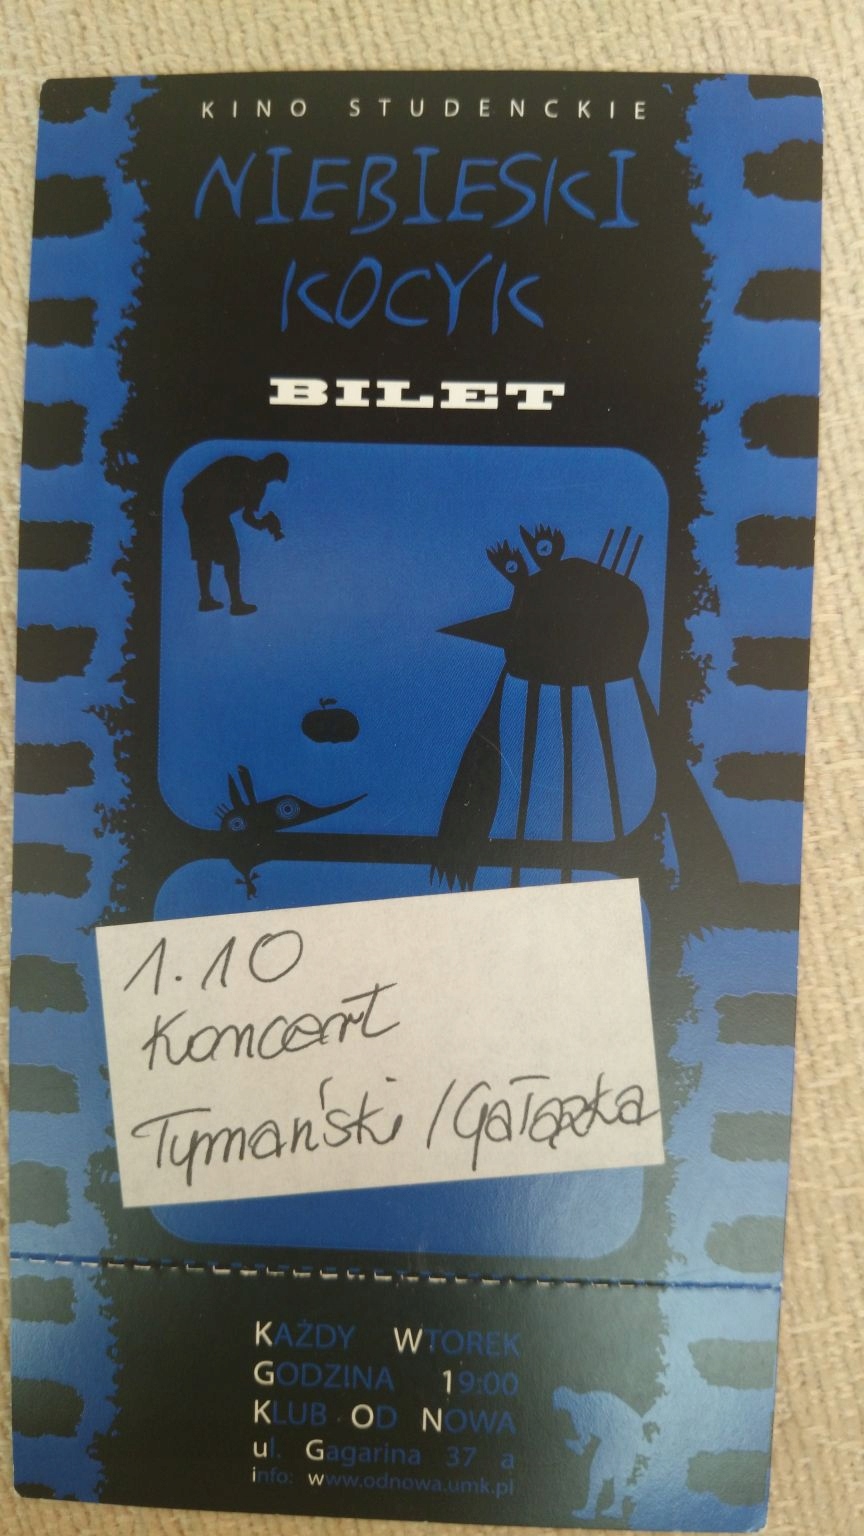 KINO STUDENCKIE
NIEBIESKI
KOCYK
BILET
1.10
Koncert
Tymański / Gałązka
KAŻDY WTOREK
GODZINA 19:00
KLUB OD NOWA
ul. Gagarina 37 a
info: www.odnowa.umk.pl